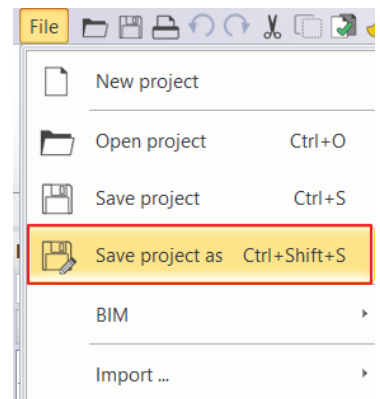 File
New project
Open project Ctrl+O
Save project Ctrl+S
Save project as Ctrl+Shift+S
BIM
Import ...